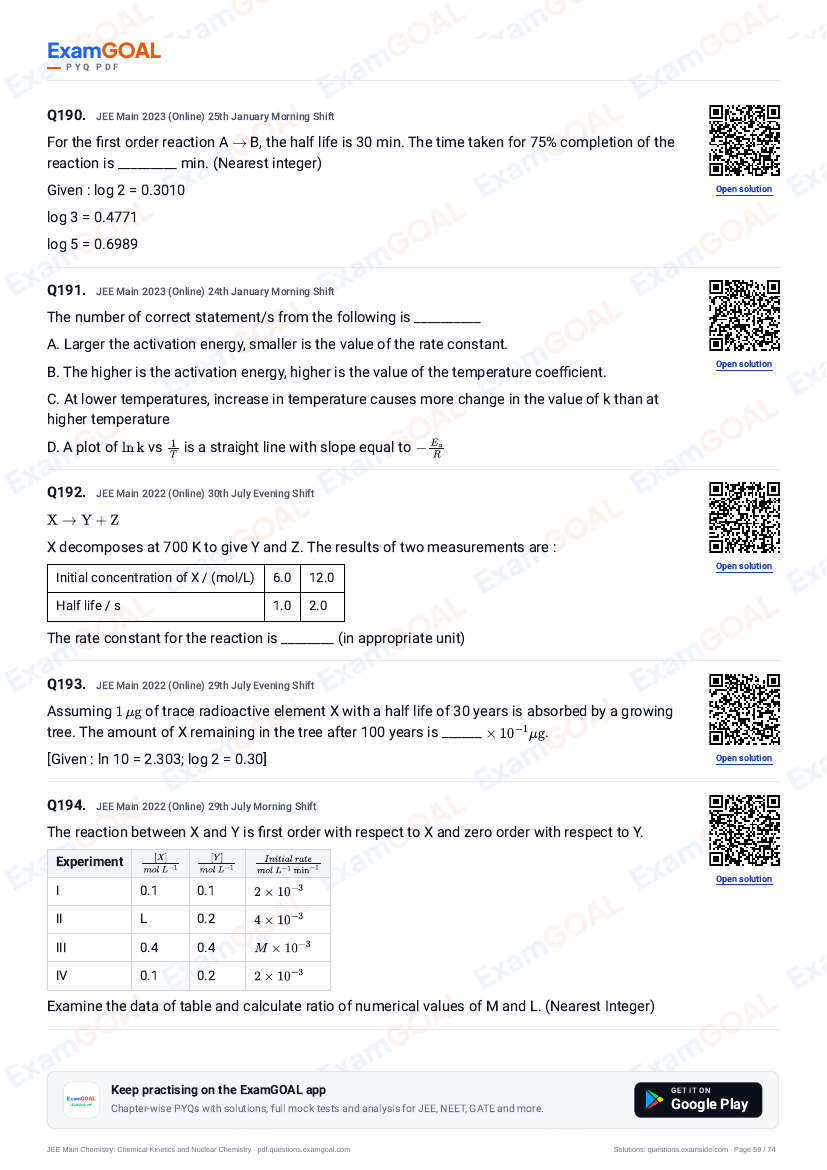 ExamGOAL
PYQ PDF
Q190. JEE Main 2023 (Online) 25th January Morning Shift
For the first order reaction A → B, the half life is 30 min. The time taken for 75% completion of the
reaction is _________ min. (Nearest integer)
Given : log 2 = 0.3010
log 3 = 0.4771
log 5 = 0.6989
Open solution
Q191. JEE Main 2023 (Online) 24th January Morning Shift
The number of correct statement/s from the following is __________
A. Larger the activation energy, smaller is the value of the rate constant.
B. The higher is the activation energy, higher is the value of the temperature coefficient.
C. At lower temperatures, increase in temperature causes more change in the value of k than at
higher temperature
D. A plot of ln k vs 1/T is a straight line with slope equal to −Eₐ/R
Open solution
Q192. JEE Main 2022 (Online) 30th July Evening Shift
X → Y + Z
X decomposes at 700 K to give Y and Z. The results of two measurements are :
Initial concentration of X / (mol/L) 6.0 12.0
Half life / s 1.0 2.0
The rate constant for the reaction is ________ (in appropriate unit)
Open solution
Q193. JEE Main 2022 (Online) 29th July Evening Shift
Assuming 1 μg of trace radioactive element X with a half life of 30 years is absorbed by a growing
tree. The amount of X remaining in the tree after 100 years is ______ × 10⁻¹μg.
[Given : ln 10 = 2.303; log 2 = 0.30]
Open solution
Q194. JEE Main 2022 (Online) 29th July Morning Shift
The reaction between X and Y is first order with respect to X and zero order with respect to Y.
Experiment [X]/mol L⁻¹ [Y]/mol L⁻¹ Initial rate/mol L⁻¹ min⁻¹
I 0.1 0.1 2 × 10⁻³
II L 0.2 4 × 10⁻³
III 0.4 0.4 M × 10⁻³
IV 0.1 0.2 2 × 10⁻³
Examine the data of table and calculate ratio of numerical values of M and L. (Nearest Integer)
Open solution
Keep practising on the ExamGOAL app
Chapter-wise PYQs with solutions, full mock tests and analysis for JEE, NEET, GATE and more.
GET IT ON
Google Play
JEE Main Chemistry: Chemical Kinetics and Nuclear Chemistry · pdf.questions.examgoal.com
Solutions: questions.examside.com · Page 59 / 74